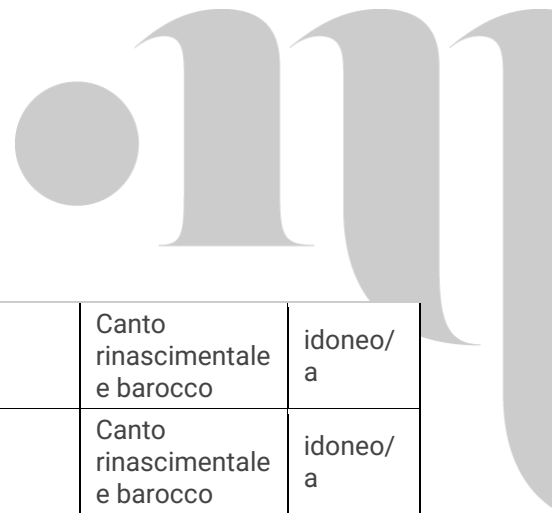 Canto
rinascimentale
e barocco
idoneo/
a
Canto
rinascimentale
e barocco
idoneo/
a